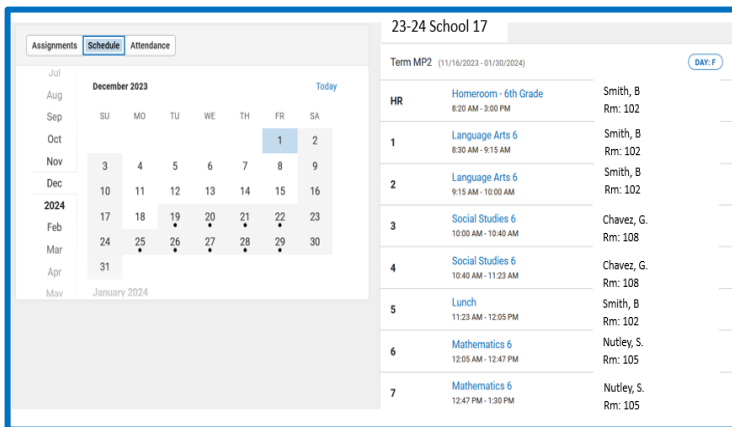 Assignments Schedule Attendance
Jul
Aug
Sep
Oct
Nov
Dec
2024
Feb
Mar
Apr
May
December 2023 Today
SU MO TU WE TH FR SA
1 2
3 4 5 6 7 8 9
10 11 12 13 14 15 16
17 18 19 20 21 22 23
24 25 26 27 28 29 30
31
January 2024
23-24 School 17
Term MP2 (11/16/2023 - 01/30/2024) DAY: F
HR Homeroom - 6th Grade Smith, B
8:20 AM - 3:00 PM Rm: 102
1 Language Arts 6 Smith, B
8:30 AM - 9:15 AM Rm: 102
2 Language Arts 6 Smith, B
9:15 AM - 10:00 AM Rm: 102
3 Social Studies 6 Chavez, G.
10:00 AM - 10:40 AM Rm: 108
4 Social Studies 6 Chavez, G.
10:40 AM - 11:23 AM Rm: 108
5 Lunch Smith, B
11:23 AM - 12:05 PM Rm: 102
6 Mathematics 6 Nutley, S.
12:05 AM - 12:47 PM Rm: 105
7 Mathematics 6 Nutley, S.
12:47 PM - 1:30 PM Rm: 105